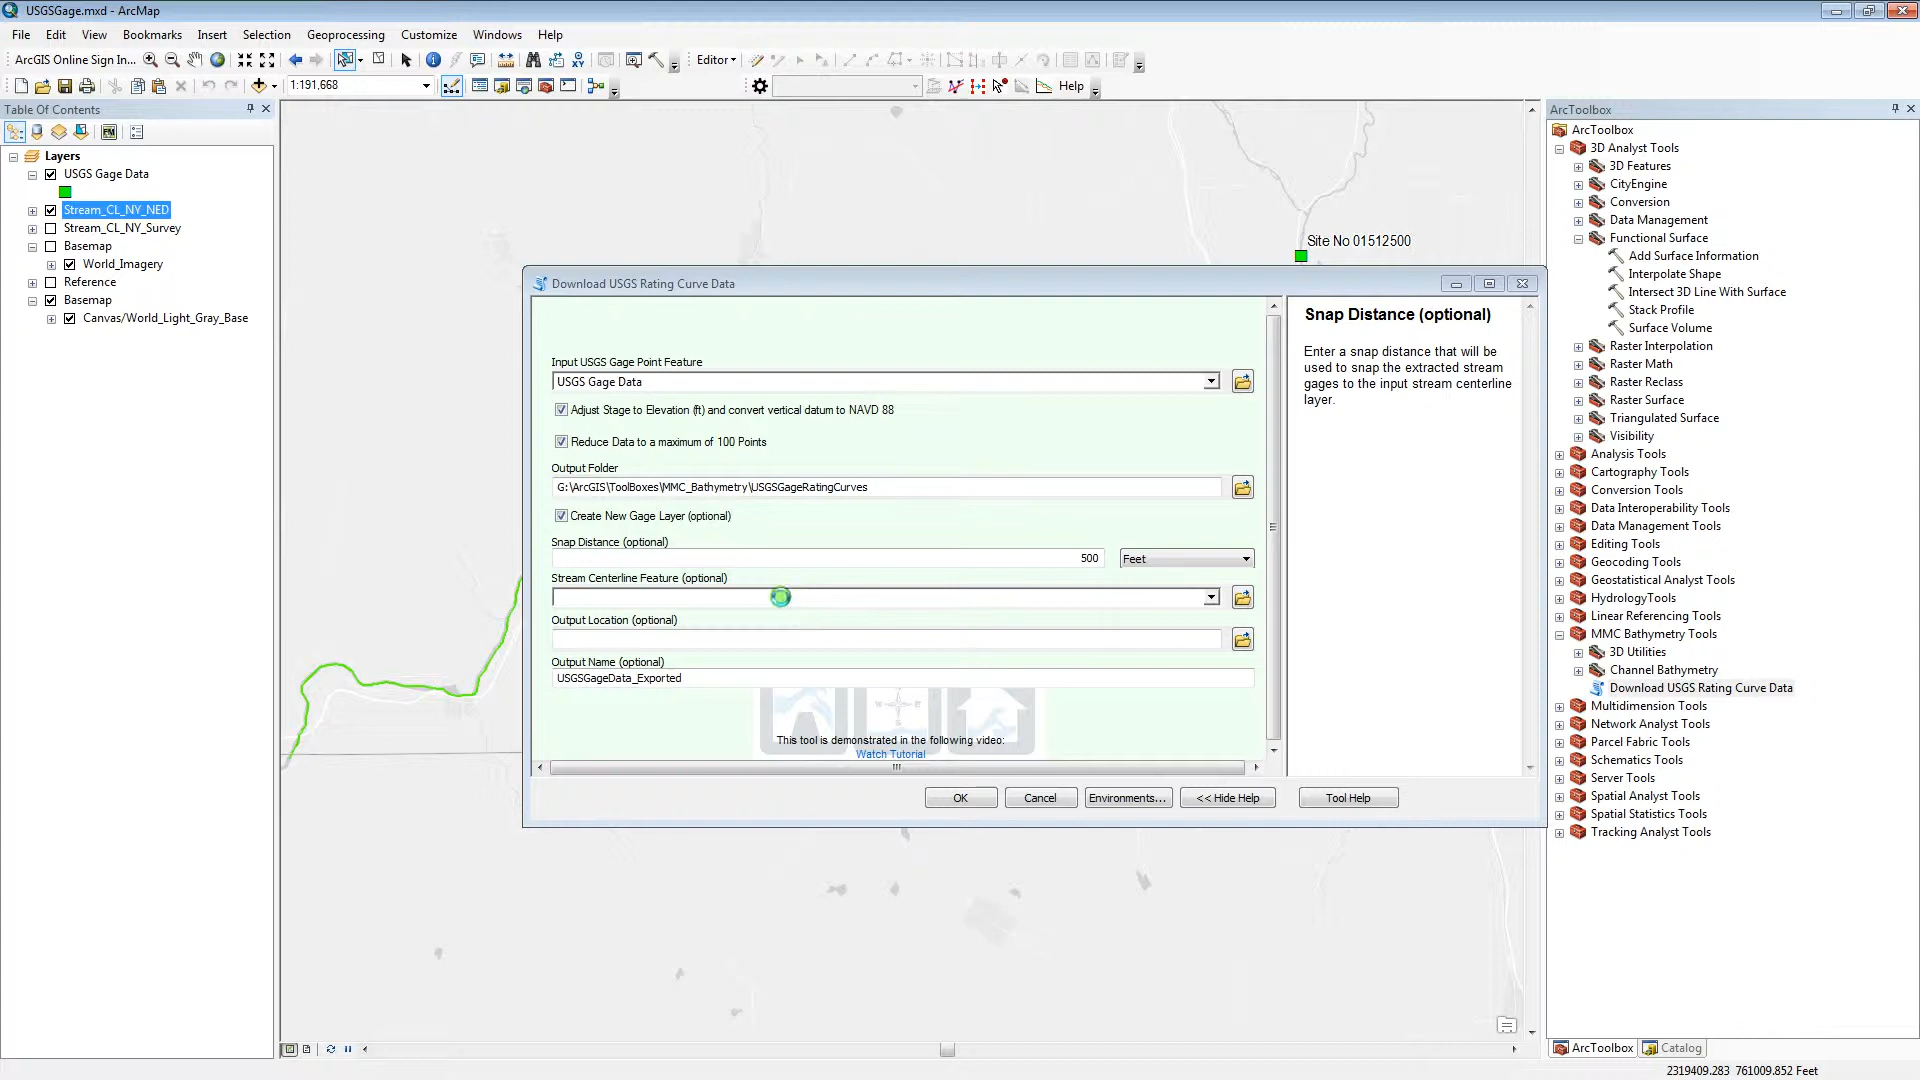 USGSGage.mxd - ArcMap
File Edit View Bookmarks Insert Selection Geoprocessing Customize Windows Help
ArcGIS Online Sign In... Editor
1:191,668 Help
Table Of Contents
Layers
USGS Gage Data
Stream_CL_NY_NED
Stream_CL_NY_Survey
Basemap
World_Imagery
Reference
Basemap
Canvas/World_Light_Gray_Base
Site No 01512500
Download USGS Rating Curve Data
Input USGS Gage Point Feature
USGS Gage Data
Adjust Stage to Elevation (ft) and convert vertical datum to NAVD 88
Reduce Data to a maximum of 100 Points
Output Folder
G:\ArcGIS\ToolBoxes\MMC_Bathymetry\USGSGageRatingCurves
Create New Gage Layer (optional)
Snap Distance (optional)
500 Feet
Stream Centerline Feature (optional)
Output Location (optional)
Output Name (optional)
USGSGageData_Exported
This tool is demonstrated in the following video:
Watch Tutorial
OK Cancel Environments... << Hide Help Tool Help
Snap Distance (optional)
Enter a snap distance that will be
used to snap the extracted stream
gages to the input stream centerline
layer.
ArcToolbox
ArcToolbox
3D Analyst Tools
3D Features
CityEngine
Conversion
Data Management
Functional Surface
Add Surface Information
Interpolate Shape
Intersect 3D Line With Surface
Stack Profile
Surface Volume
Raster Interpolation
Raster Math
Raster Reclass
Raster Surface
Triangulated Surface
Visibility
Analysis Tools
Cartography Tools
Conversion Tools
Data Interoperability Tools
Data Management Tools
Editing Tools
Geocoding Tools
Geostatistical Analyst Tools
HydrologyTools
Linear Referencing Tools
MMC Bathymetry Tools
3D Utilities
Channel Bathymetry
Download USGS Rating Curve Data
Multidimension Tools
Network Analyst Tools
Parcel Fabric Tools
Schematics Tools
Server Tools
Spatial Analyst Tools
Spatial Statistics Tools
Tracking Analyst Tools
ArcToolbox Catalog
2319409.283 761009.852 Feet